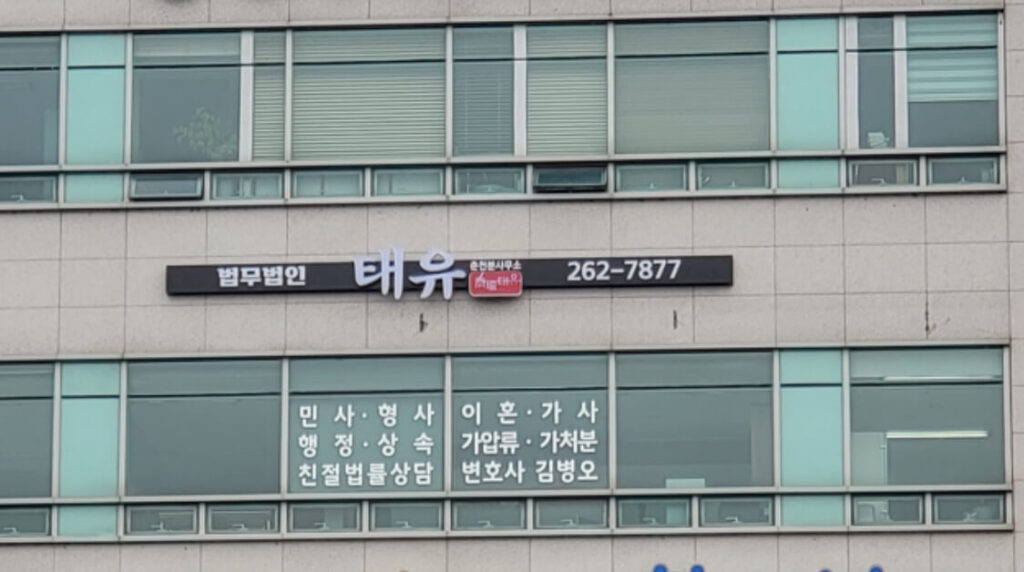 법무법인 태유 춘천분사무소 262-7877
민사·형사
행정·상속
친절법률상담
이혼·가사
가압류·가처분
변호사 김병오